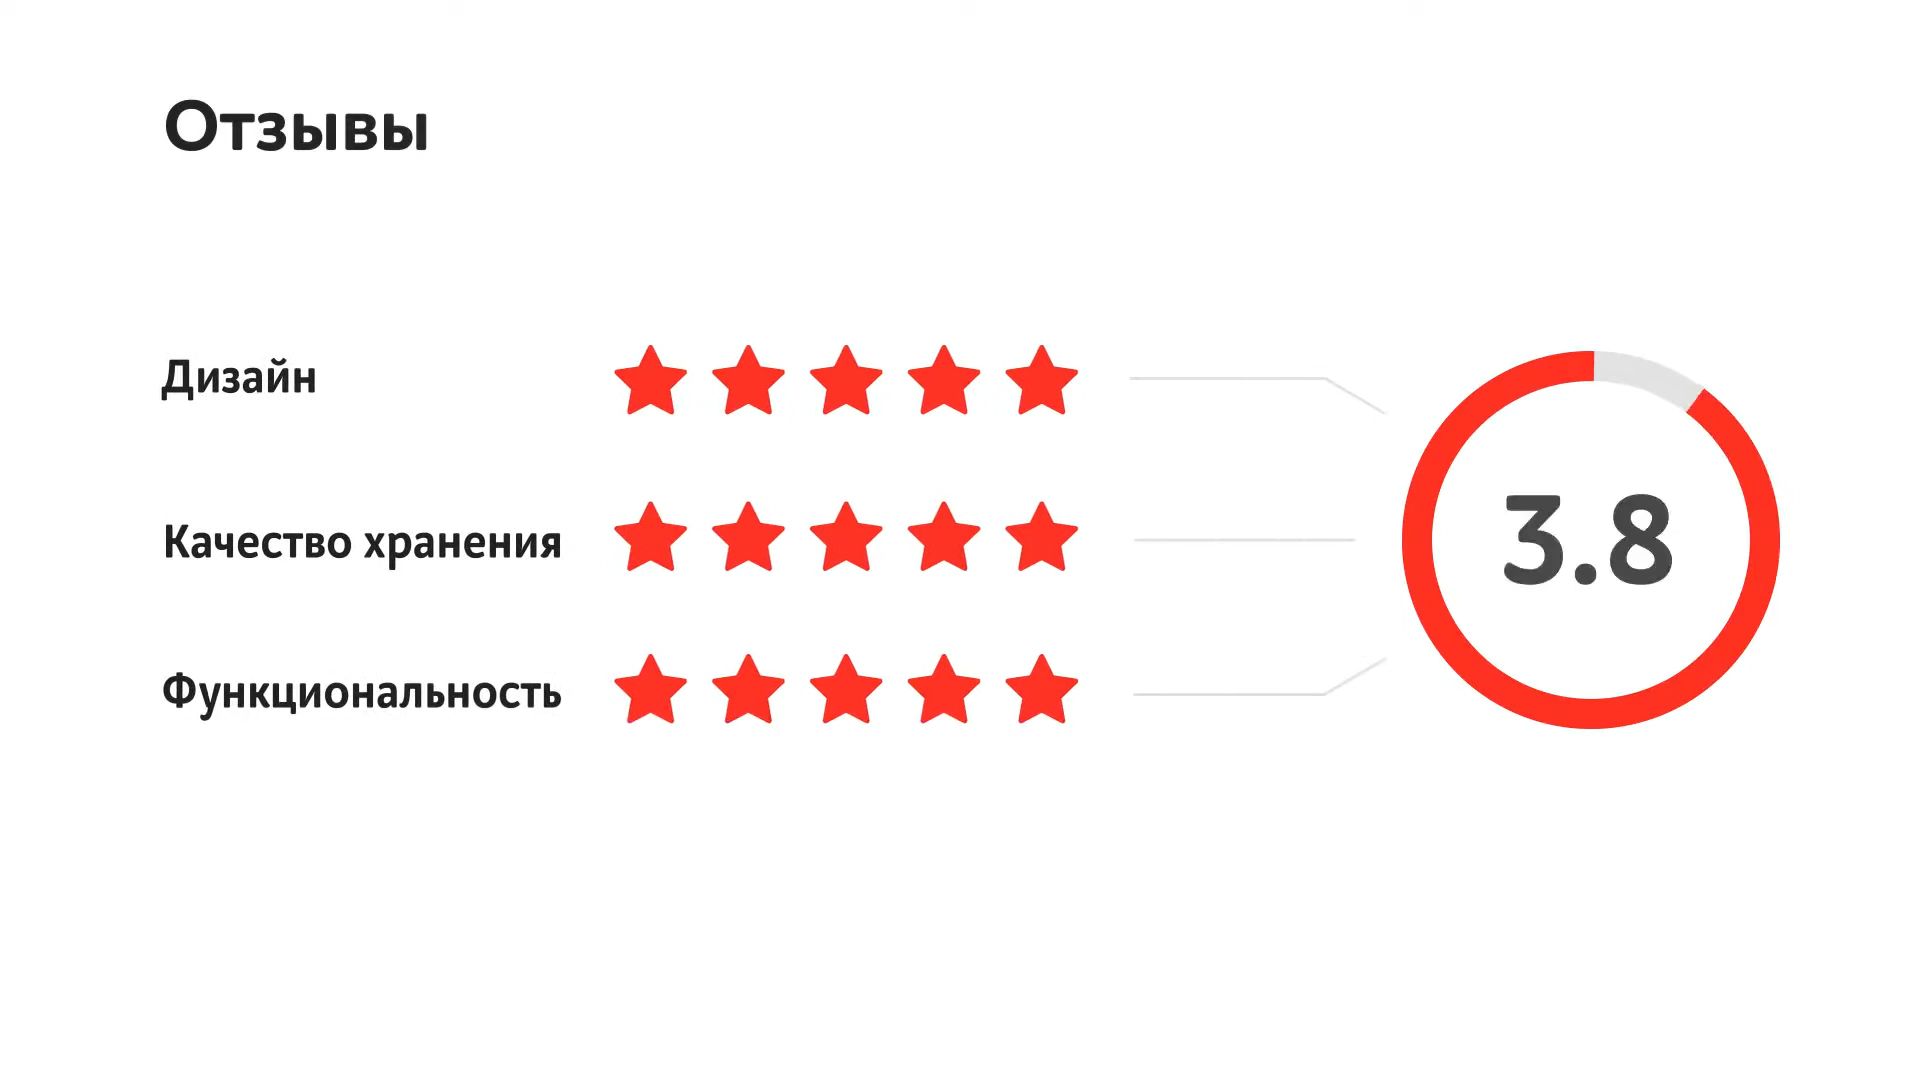 Отзывы
Дизайн
Качество хранения
Функциональность
3.8